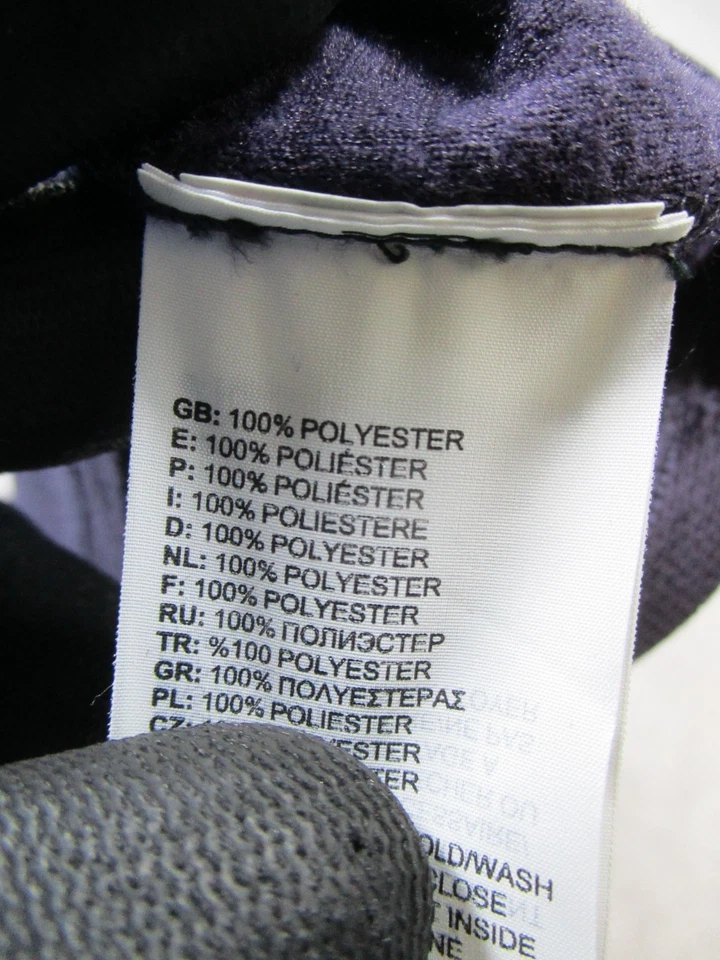 GB: 100% POLYESTER
E: 100% POLIÉSTER
P: 100% POLIÉSTER
I: 100% POLIESTERE
D: 100% POLYESTER
NL: 100% POLYESTER
F: 100% POLYESTER
RU: 100% ПОЛИЭСТЕР
TR: %100 POLYESTER
GR: 100% ΠΟΛΥΕΣΤΕΡΑΣ
PL: 100% POLIESTER
CZ:
OLD/WASH
CLOSE
INSIDE